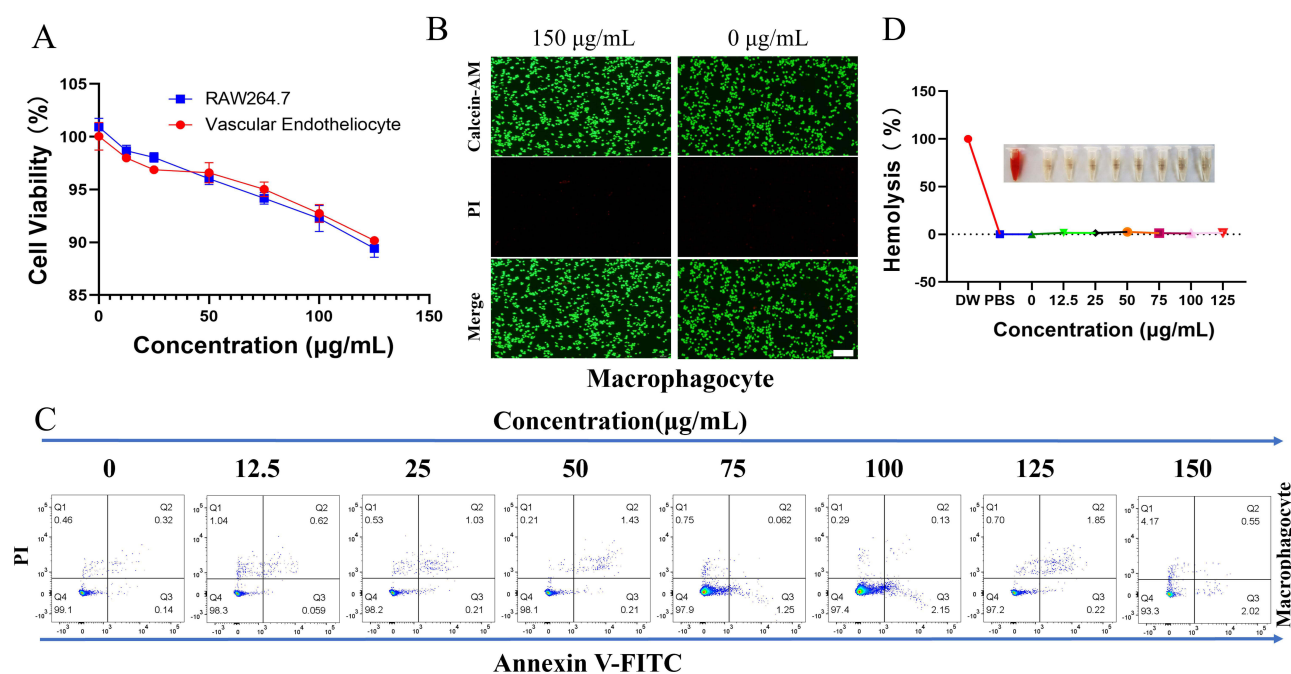 A
105
100
95
90
85
0
50
100
150
Cell Viability (%)
Concentration (μg/mL)
RAW264.7
Vascular Endotheliocyte
B
150 μg/mL
0 μg/mL
Calcein-AM
PI
Merge
Macrophagocyte
D
150
100
50
0
-50
Hemolysis ( %)
DW PBS 0 12.5 25 50 75 100 125
Concentration (μg/mL)
C
Concentration(μg/mL)
0 12.5 25 50 75 100 125 150
PI
Q1 0.46
Q2 0.32
Q4 99.1
Q3 0.14
Q1 1.04
Q2 0.62
Q4 98.3
Q3 0.059
Q1 0.53
Q2 1.03
Q4 98.2
Q3 0.21
Q1 0.21
Q2 1.43
Q4 98.1
Q3 0.21
Q1 0.75
Q2 0.062
Q4 97.9
Q3 1.25
Q1 0.29
Q2 0.13
Q4 97.4
Q3 2.15
Q1 0.70
Q2 1.85
Q4 97.2
Q3 0.22
Q1 4.17
Q2 0.55
Q4 93.3
Q3 2.02
Macrophagocyte
Annexin V-FITC